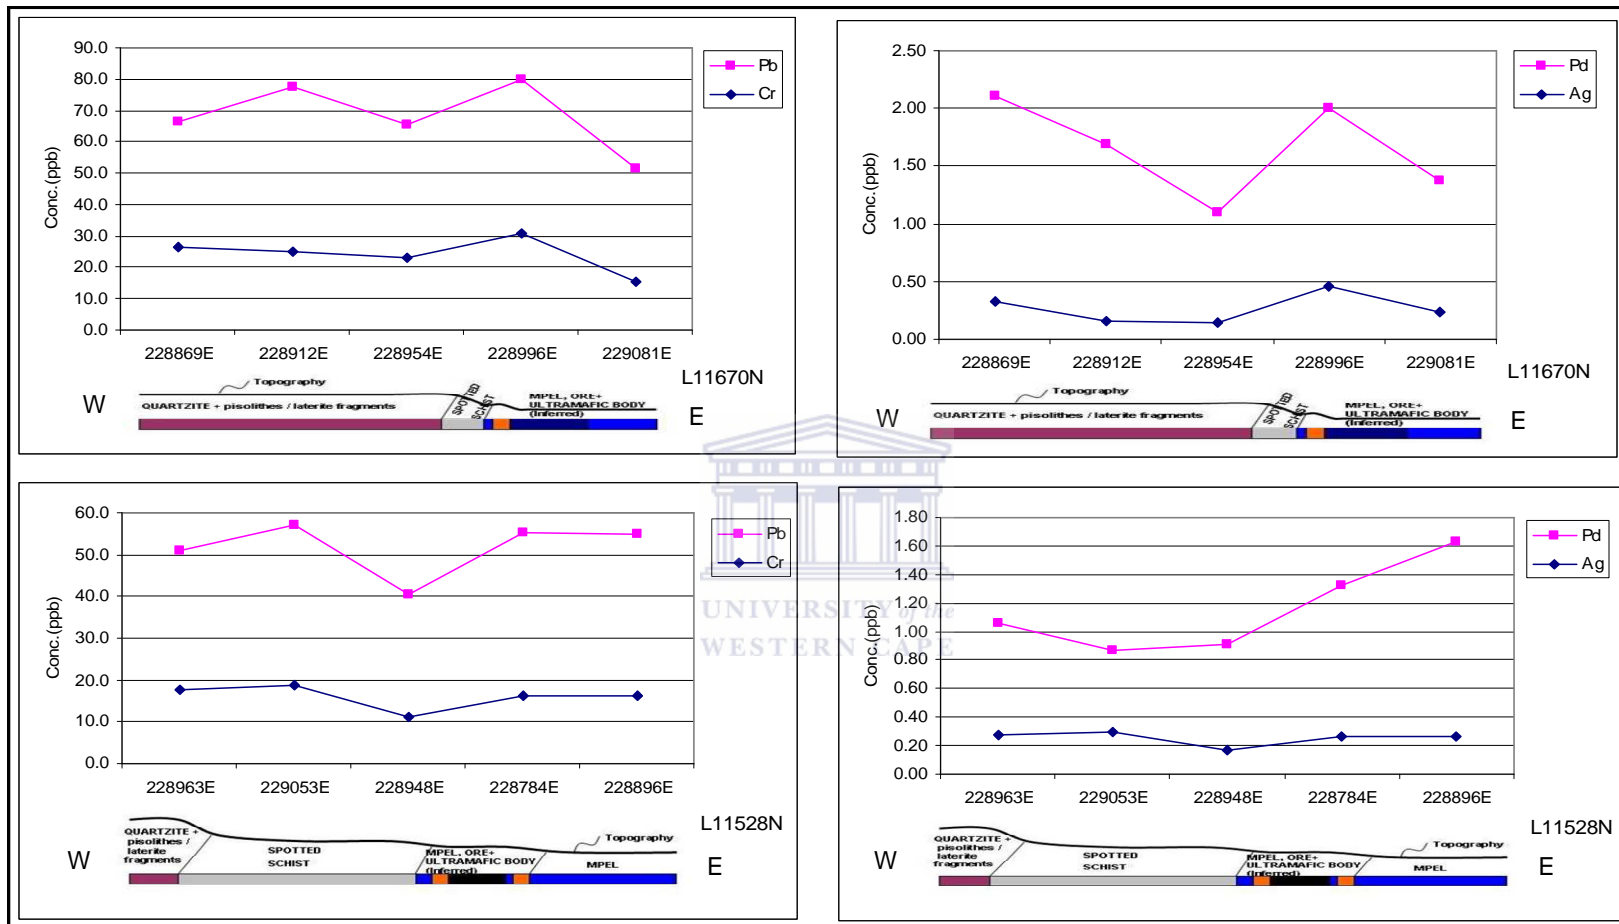 90.0
80.0
70.0
60.0
50.0
40.0
30.0
20.0
10.0
0.0
Conc.(ppb)
Pb
Cr
228869E 228912E 228954E 228996E 229081E
L11670N
W
E
Topography
QUARTZITE + pisolithes / laterite fragments
SPOTTED
SCHIST
MPEL, ORE+
ULTRAMAFIC BODY
(Inferred)
2.50
2.00
1.50
1.00
0.50
0.00
Conc.(ppb)
Pd
Ag
228869E 228912E 228954E 228996E 229081E
L11670N
W
E
Topography
QUARTZITE + pisolithes / laterite fragments
SPOTTED
SCHIST
MPEL, ORE+
ULTRAMAFIC BODY
(Inferred)
60.0
50.0
40.0
30.0
20.0
10.0
0.0
Conc.(ppb)
Pb
Cr
228963E 229053E 228948E 228784E 228896E
L11528N
W
E
QUARTZITE +
pisolithes /
laterite
fragments
SPOTTED
SCHIST
MPEL, ORE+
ULTRAMAFIC BODY
(Inferred)
Topography
MPEL
1.80
1.60
1.40
1.20
1.00
0.80
0.60
0.40
0.20
0.00
Conc.(ppb)
Pd
Ag
228963E 229053E 228948E 228784E 228896E
L11528N
W
E
QUARTZITE +
pisolithes /
laterite
fragments
SPOTTED
SCHIST
MPEL, ORE+
ULTRAMAFIC BODY
(Inferred)
Topography
MPEL
UNIVERSITY of the
WESTERN CAPE